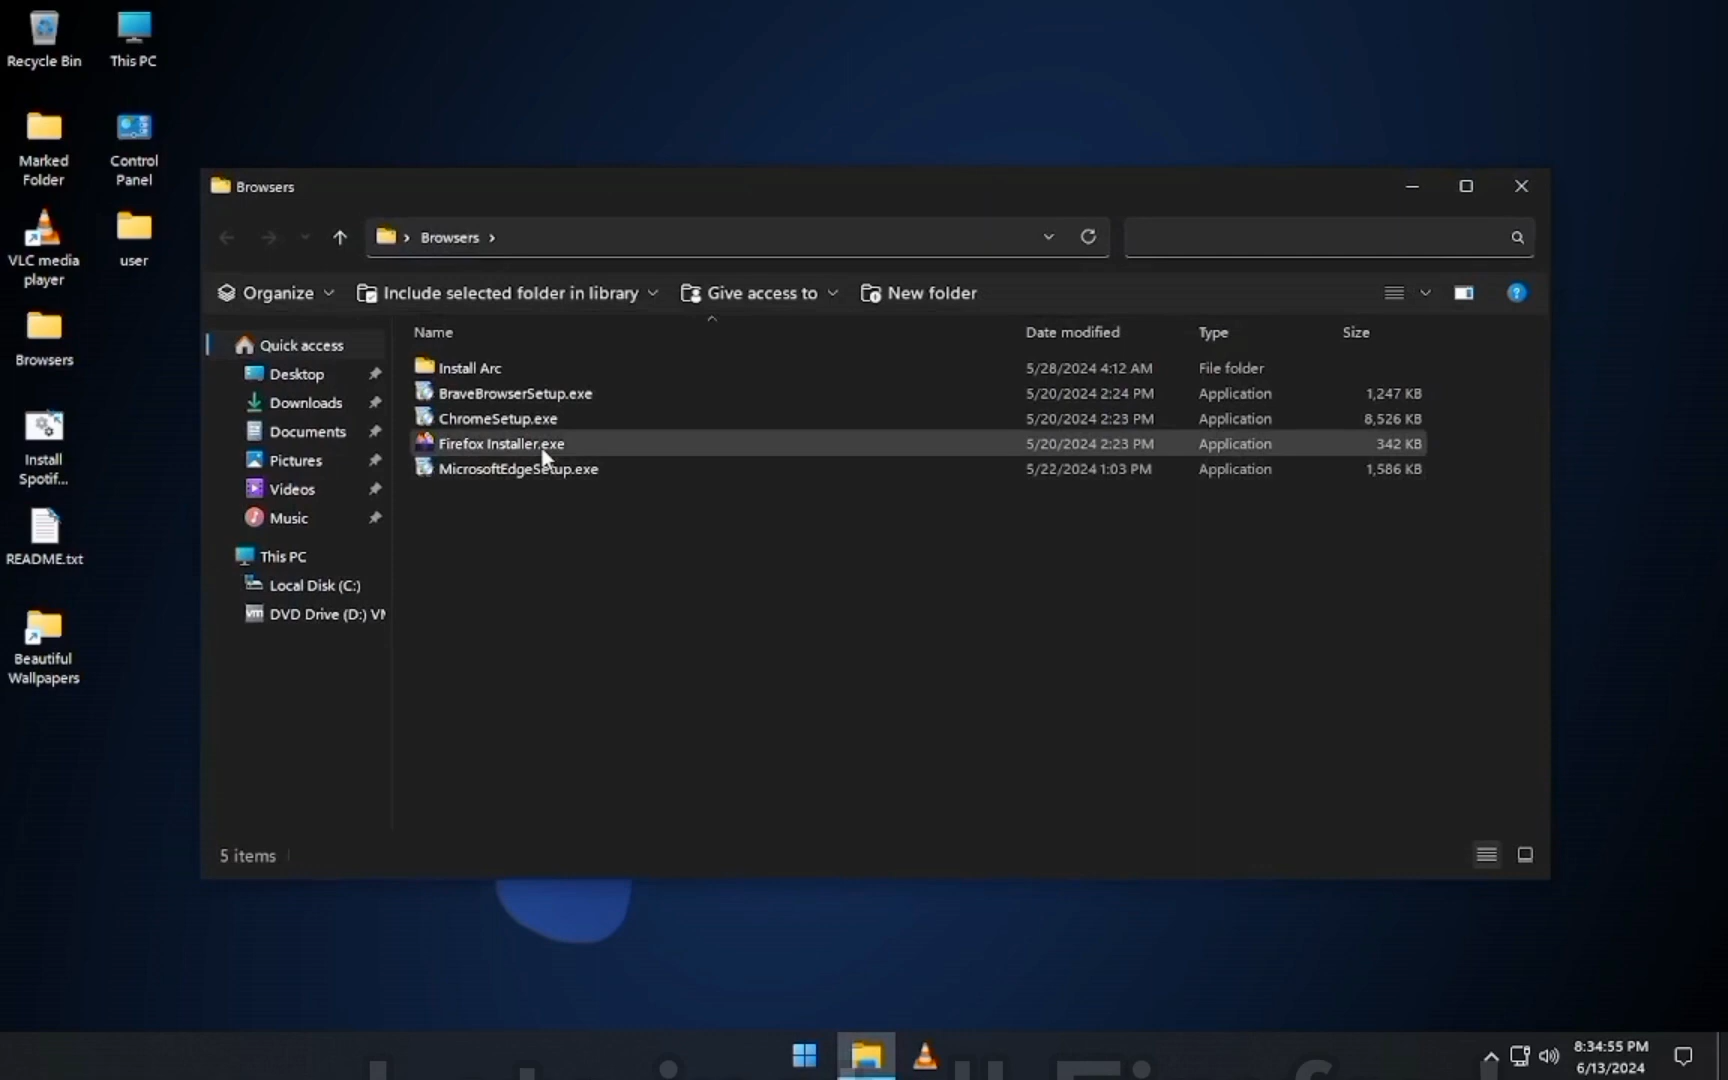 Recycle Bin
This PC
Marked
Folder
Control
Panel
VLC media
player
user
Browsers
Install
Spotif...
README.txt
Beautiful
Wallpapers
Browsers
Browsers
Organize
Include selected folder in library
Give access to
New folder
Name
Date modified
Type
Size
Install Arc 5/28/2024 4:12 AM File folder
BraveBrowserSetup.exe 5/20/2024 2:24 PM Application 1,247 KB
ChromeSetup.exe 5/20/2024 2:23 PM Application 8,526 KB
Firefox Installer.exe 5/20/2024 2:23 PM Application 342 KB
MicrosoftEdgeSetup.exe 5/22/2024 1:03 PM Application 1,586 KB
Quick access
Desktop
Downloads
Documents
Pictures
Videos
Music
This PC
Local Disk (C:)
DVD Drive (D:)
5 items
8:34:55 PM
6/13/2024